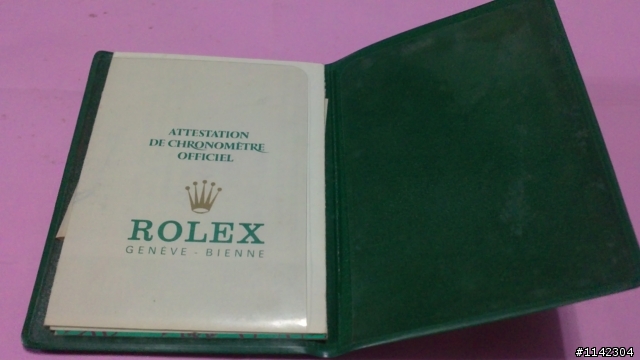 ATTESTATION
DE CHRONOMÈTRE
OFFICIEL
ROLEX
GENEVE - BIENNE
#1142304